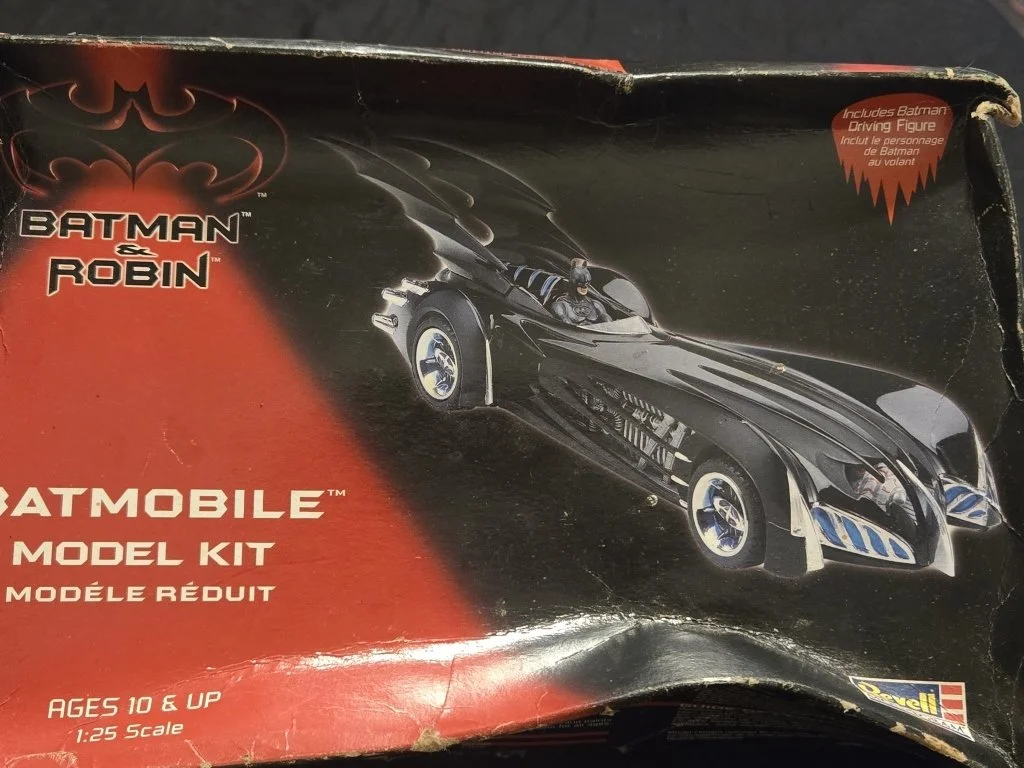 Includes Batman
Driving Figure
Inclut le personnage
de Batman
au volant
BATMAN™
&
ROBIN™
BATMOBILE™
MODEL KIT
MODÉLE RÉDUIT
AGES 10 & UP
1:25 Scale
Revell